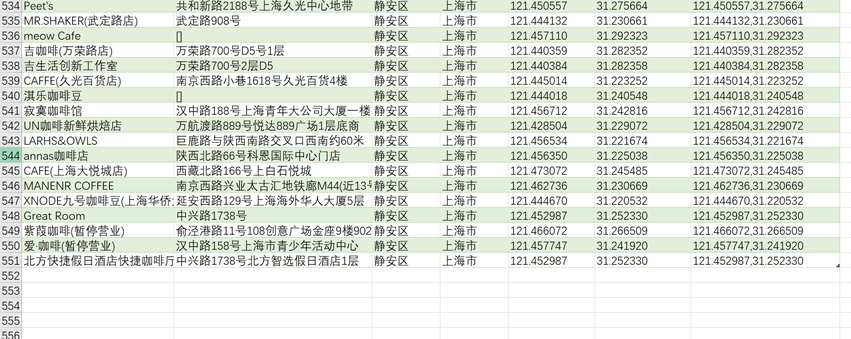 534 Peet's 共和新路2188号上海久光中心地带 静安区 上海市 121.450557 31.275664 121.450557,31.275664
535 MR.SHAKER(武定路店) 武定路908号 静安区 上海市 121.444132 31.230661 121.444132,31.230661
536 meow Cafe [] 静安区 上海市 121.457110 31.292323 121.457110,31.292323
537 吉咖啡(万荣路店) 万荣路700号D5号1层 静安区 上海市 121.440359 31.282352 121.440359,31.282352
538 吉生活创新工作室 万荣路700号2层D5 静安区 上海市 121.440384 31.282358 121.440384,31.282358
539 CAFFE(久光百货店) 南京西路小巷1618号久光百货4楼 静安区 上海市 121.445014 31.223252 121.445014,31.223252
540 淇乐咖啡豆 [] 静安区 上海市 121.444018 31.240548 121.444018,31.240548
541 寂寞咖啡馆 汉中路188号上海青年大公司大厦一楼 静安区 上海市 121.456712 31.242816 121.456712,31.242816
542 UN咖啡新鲜烘焙店 万航渡路889号悦达889广场1层底商 静安区 上海市 121.428504 31.229072 121.428504,31.229072
543 LARHS&OWLS 巨鹿路与陕西南路交叉口西南约60米 静安区 上海市 121.456534 31.221674 121.456534,31.221674
544 annas咖啡店 陕西北路66号科恩国际中心门店 静安区 上海市 121.456350 31.225038 121.456350,31.225038
545 CAFE(上海大悦城店) 西藏北路166号上白石悦城 静安区 上海市 121.473072 31.245485 121.473072,31.245485
546 MANENR COFFEE 南京西路兴业太古汇地铁廊M44(近13号 静安区 上海市 121.462736 31.230669 121.462736,31.230669
547 XNODE九号咖啡豆(上海华侨 延安西路129号上海海外华人大厦5层 静安区 上海市 121.444670 31.220532 121.444670,31.220532
548 Great Room 中兴路1738号 静安区 上海市 121.452987 31.252330 121.452987,31.252330
549 紫葭咖啡(暂停营业) 俞泾港路11号108创意广场金座9楼902 静安区 上海市 121.466072 31.266509 121.466072,31.266509
550 爱·咖啡(暂停营业) 汉中路158号上海市青少年活动中心 静安区 上海市 121.457747 31.241920 121.457747,31.241920
551 北方快捷假日酒店快捷咖啡厅 中兴路1738号北方智选假日酒店1层 静安区 上海市 121.452987 31.252330 121.452987,31.252330
552
553
554
555
556